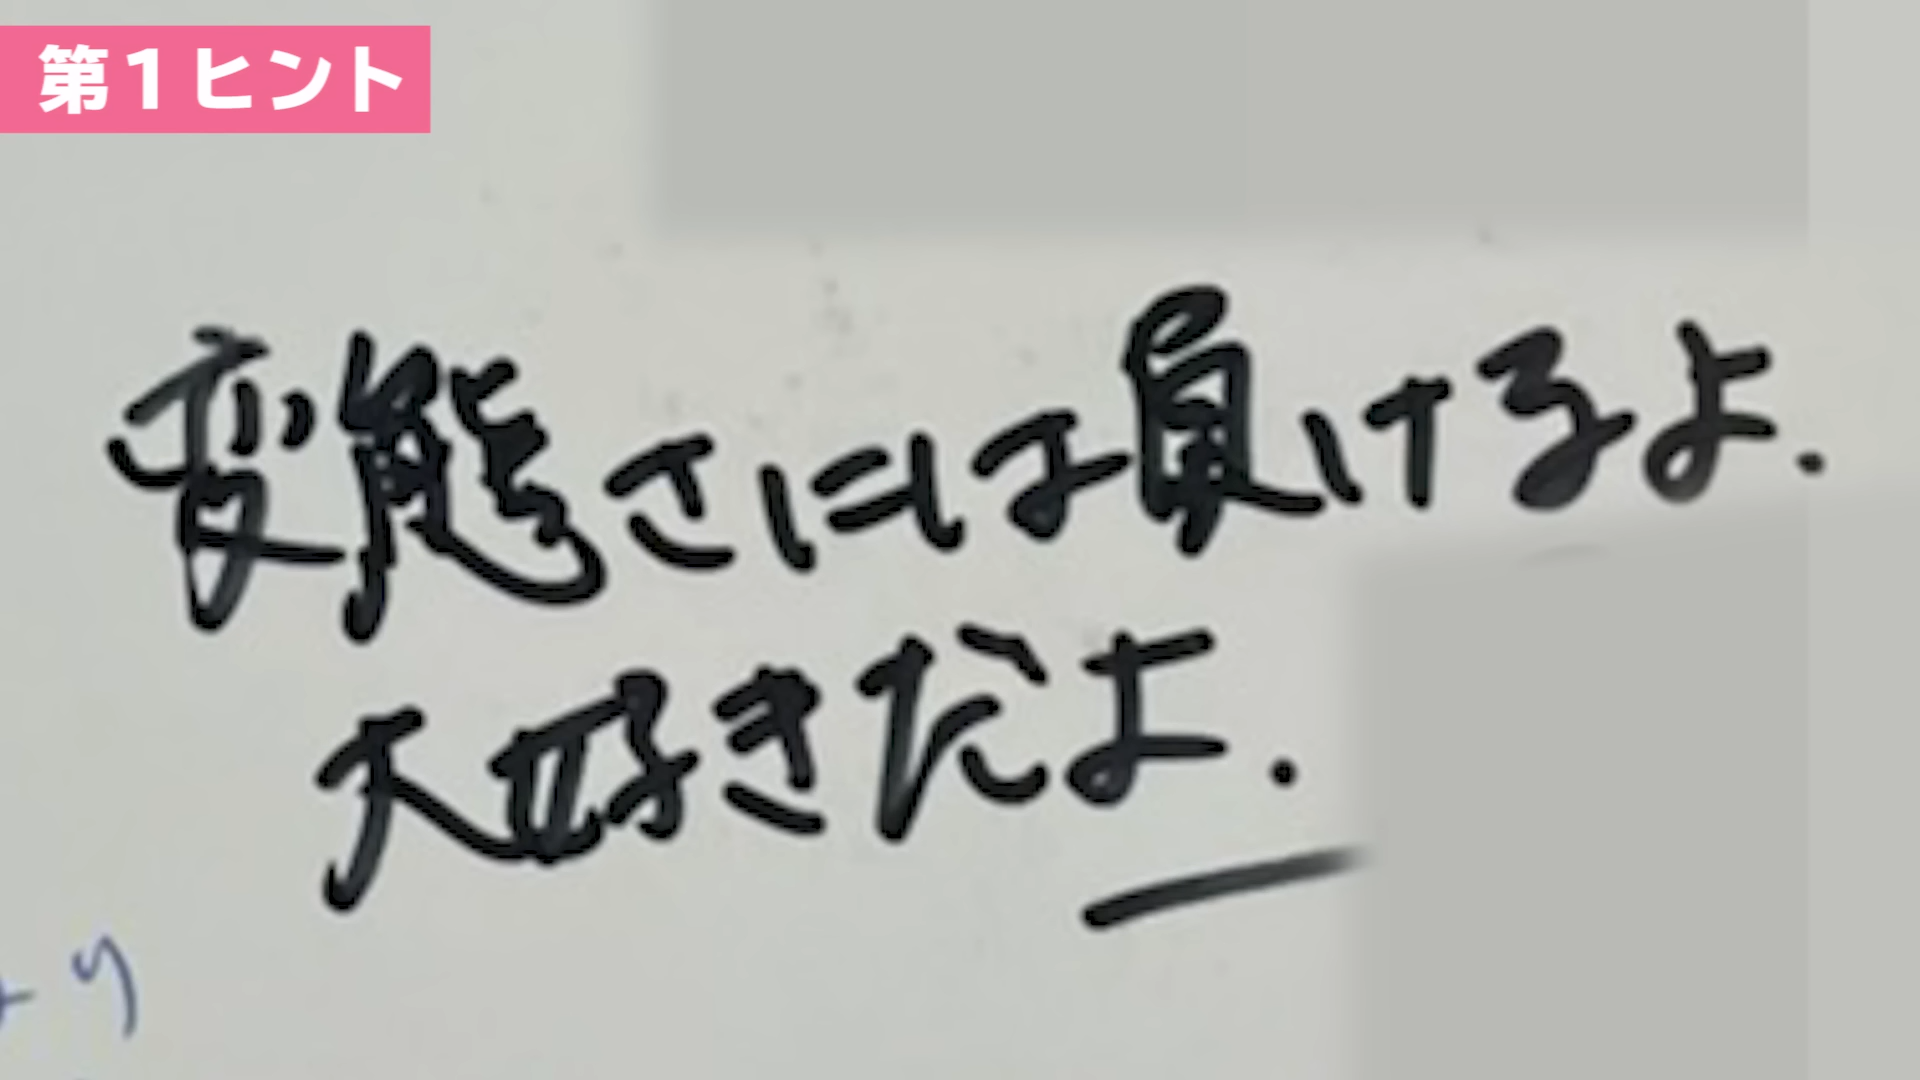 第1ヒント
変態さには負けるよ.
大好きだよ.